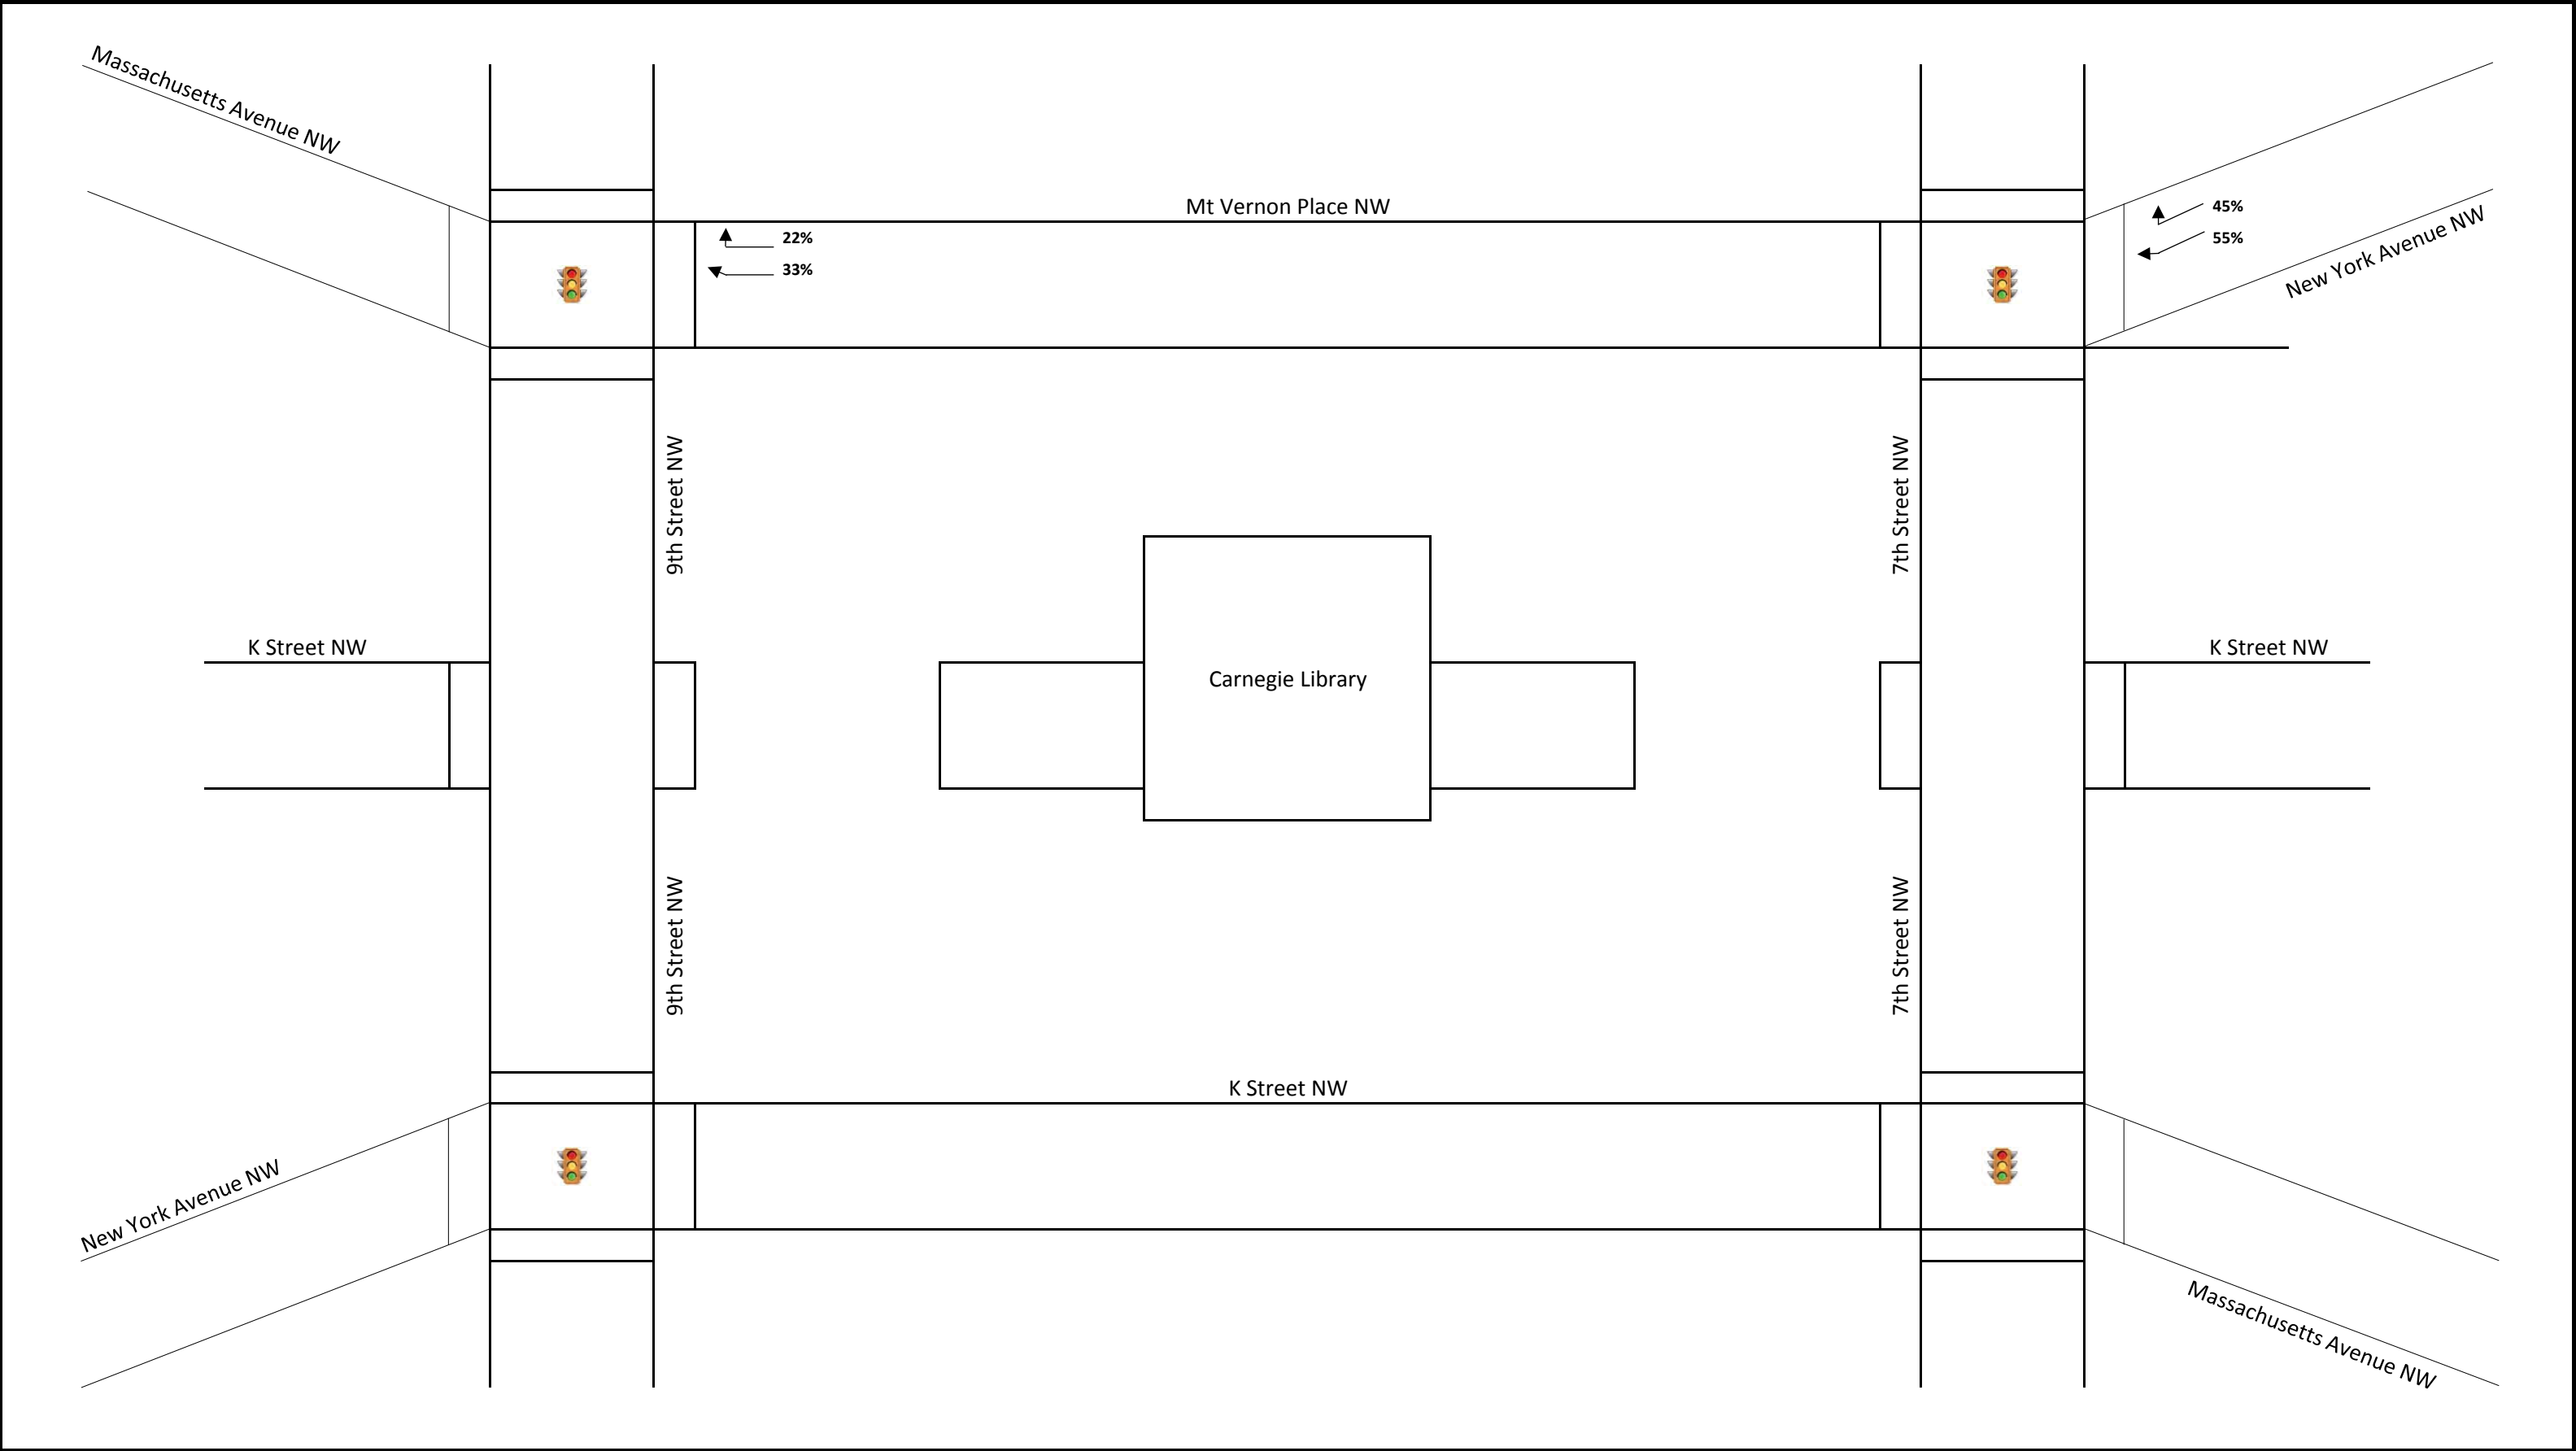 Massachusetts Avenue NW
Mt Vernon Place NW
45%
22%
55%
33%
New York Avenue NW
9th Street NW
7th Street NW
K Street NW
K Street NW
Carnegie Library
9th Street NW
7th Street NW
K Street NW
New York Avenue NW
Massachusetts Avenue NW